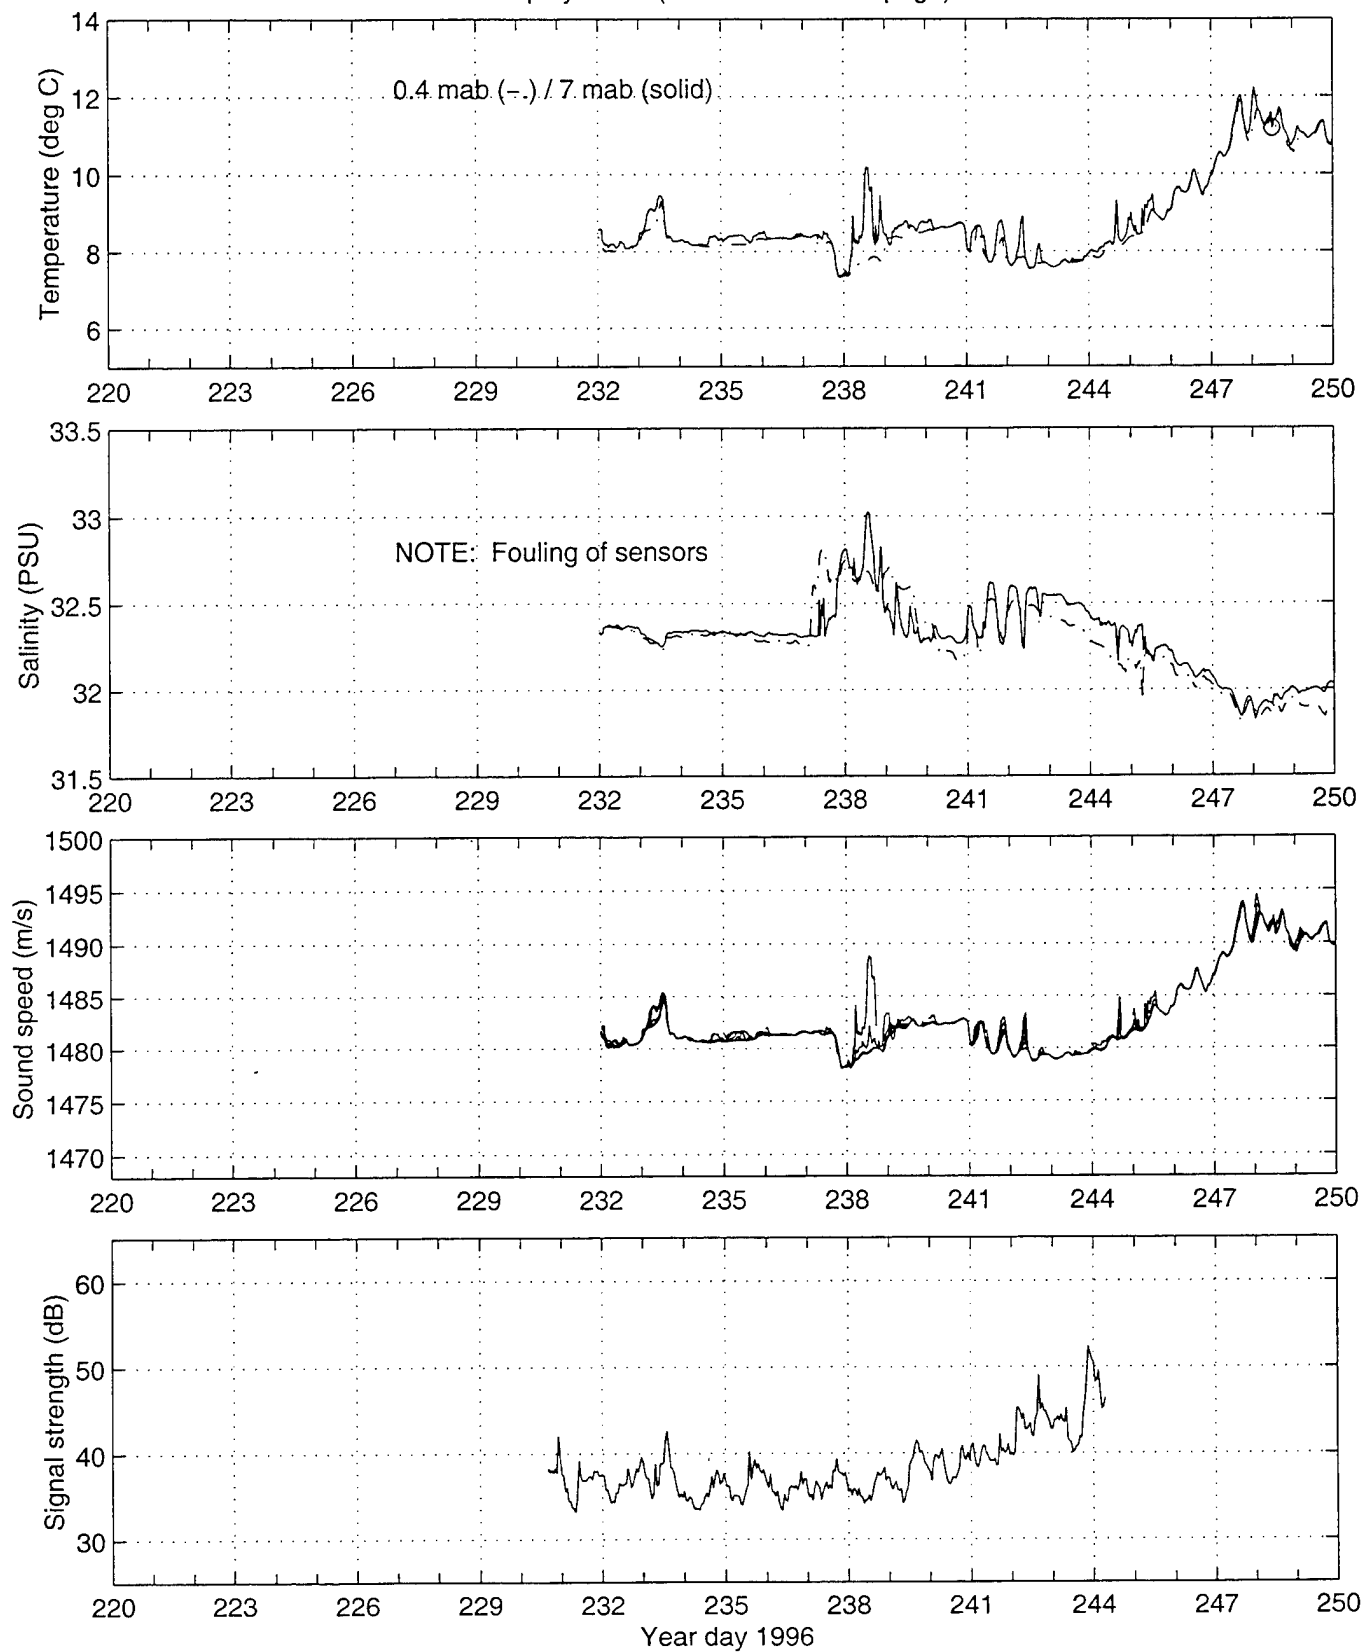 14
12
10
8
6
Temperature (deg C)
0.4 mab (-.) / 7 mab (solid)
220 223 226 229 232 235 238 241 244 247 250
33.5
33
32.5
32
31.5
Salinity (PSU)
NOTE: Fouling of sensors
220 223 226 229 232 235 238 241 244 247 250
1500
1495
1490
1485
1480
1475
1470
Sound speed (m/s)
220 223 226 229 232 235 238 241 244 247 250
60
50
40
30
Signal strength (dB)
220 223 226 229 232 235 238 241 244 247 250
Year day 1996